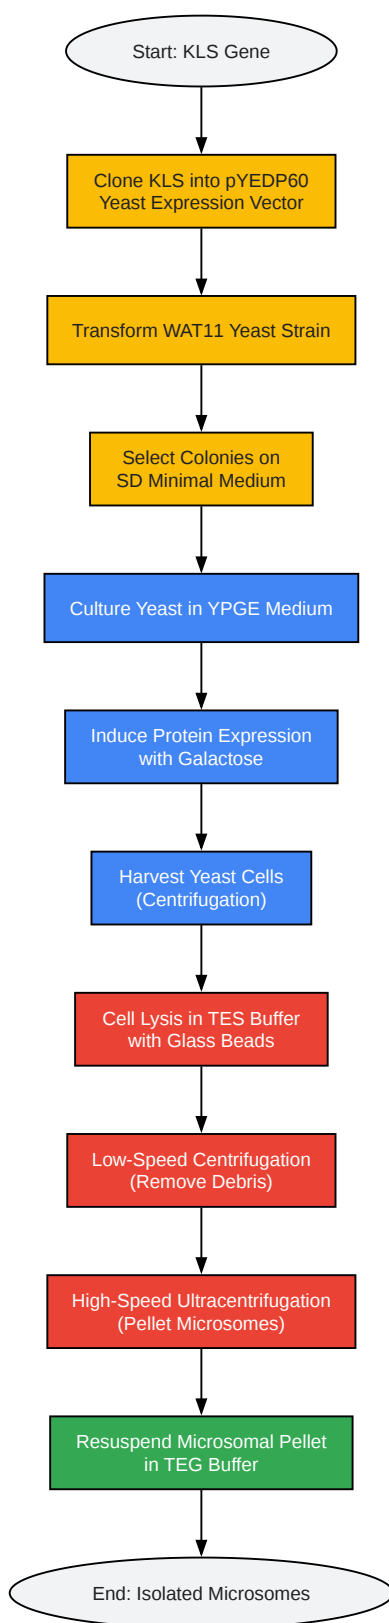 Start: KLS Gene
Clone KLS into pYEDP60
Yeast Expression Vector
Transform WAT11 Yeast Strain
Select Colonies on
SD Minimal Medium
Culture Yeast in YPGE Medium
Induce Protein Expression
with Galactose
Harvest Yeast Cells
(Centrifugation)
Cell Lysis in TES Buffer
with Glass Beads
Low-Speed Centrifugation
(Remove Debris)
High-Speed Ultracentrifugation
(Pellet Microsomes)
Resuspend Microsomal Pellet
in TEG Buffer
End: Isolated Microsomes